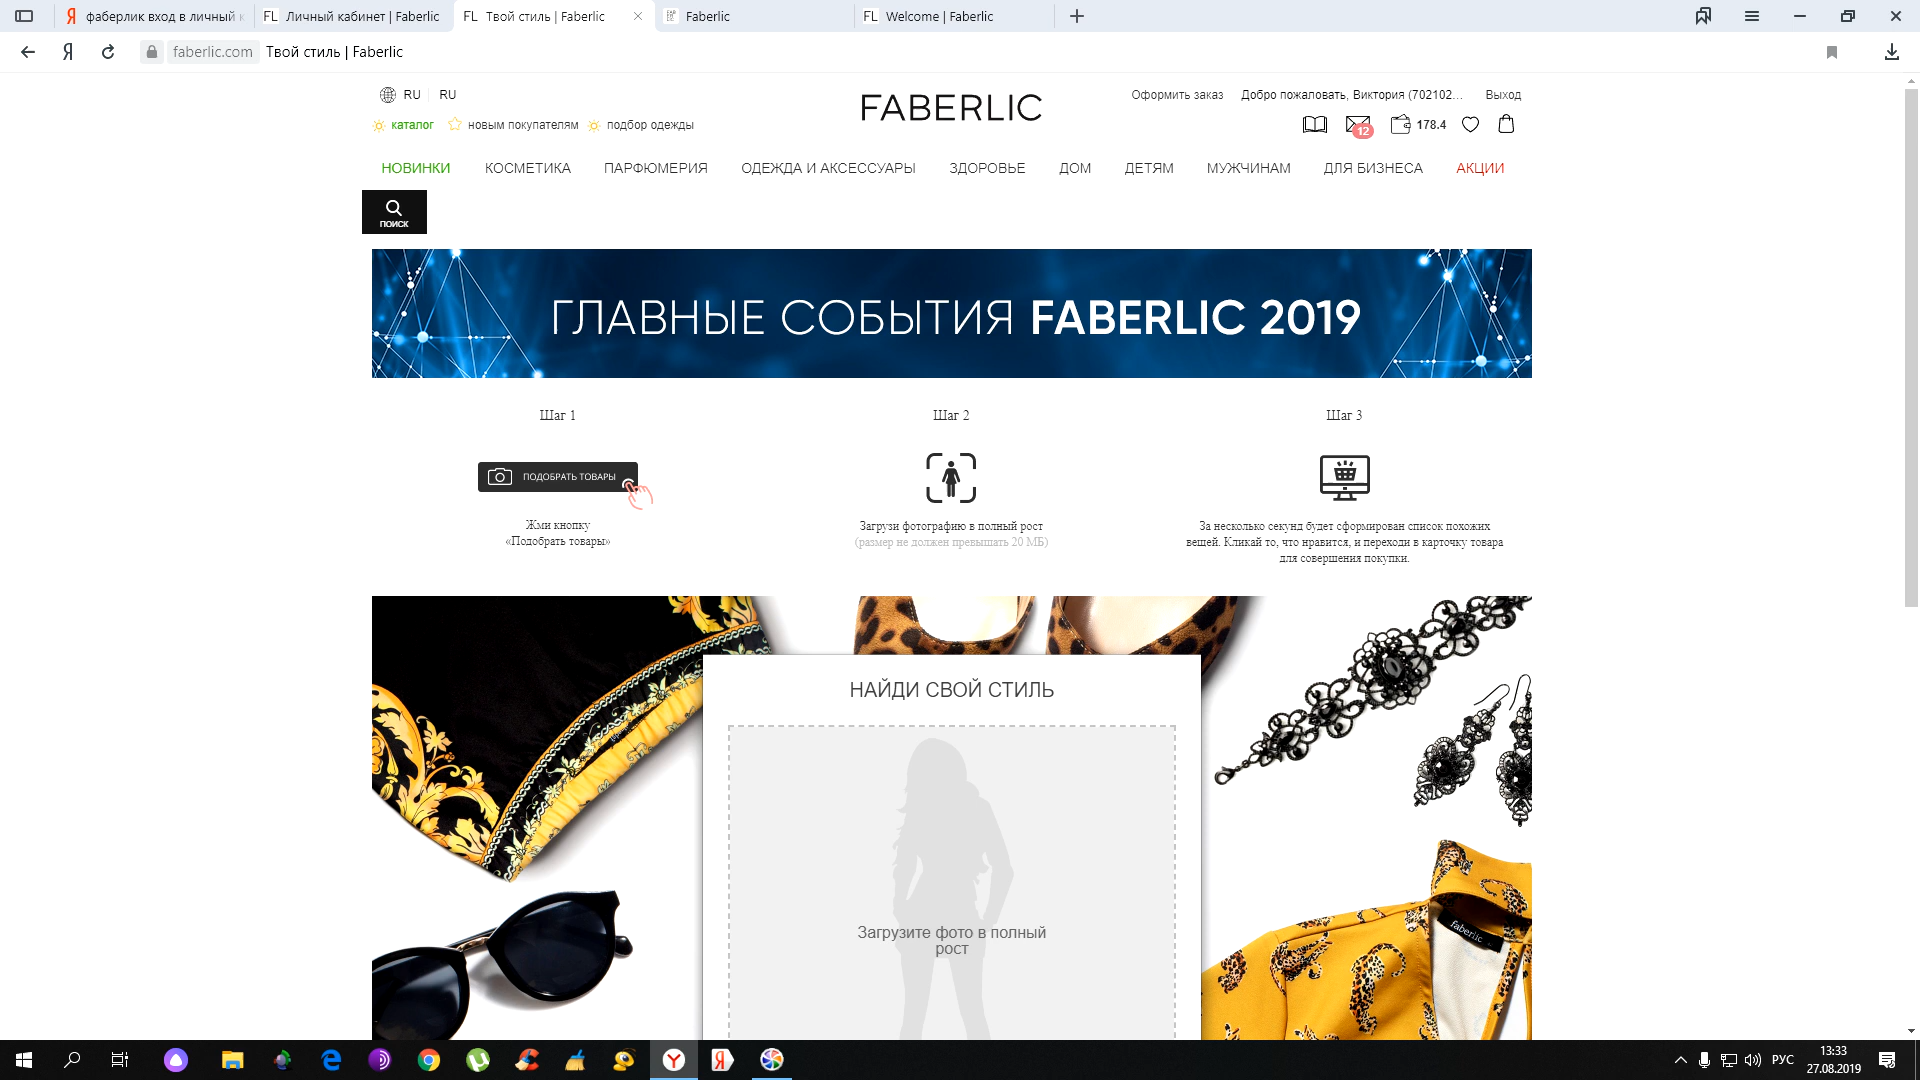 фаберлик вход в личный к
FL Личный кабинет | Faberlic
FL Твой стиль | Faberlic
Faberlic
FL Welcome | Faberlic
Я faberlic.com Твой стиль | Faberlic
RU RU
Оформить заказ Добро пожаловать, Виктория (702102... Выход
FABERLIC
каталог новым покупателям подбор одежды
12 178.4
НОВИНКИ КОСМЕТИКА ПАРФЮМЕРИЯ ОДЕЖДА И АКСЕССУАРЫ ЗДОРОВЬЕ ДОМ ДЕТЯМ МУЖЧИНАМ ДЛЯ БИЗНЕСА АКЦИИ
ПОИСК
ГЛАВНЫЕ СОБЫТИЯ FABERLIC 2019
Шаг 1
ПОДОБРАТЬ ТОВАРЫ
Жми кнопку
«Подобрать товары»
Шаг 2
Загрузи фотографию в полный рост
(размер не должен превышать 20 МБ)
Шаг 3
За несколько секунд будет сформирован список похожих
вещей. Кликай то, что нравится, и переходи в карточку товара
для совершения покупки.
НАЙДИ СВОЙ СТИЛЬ
Загрузите фото в полный
рост
faberlic
РУС
13:33
27.08.2019